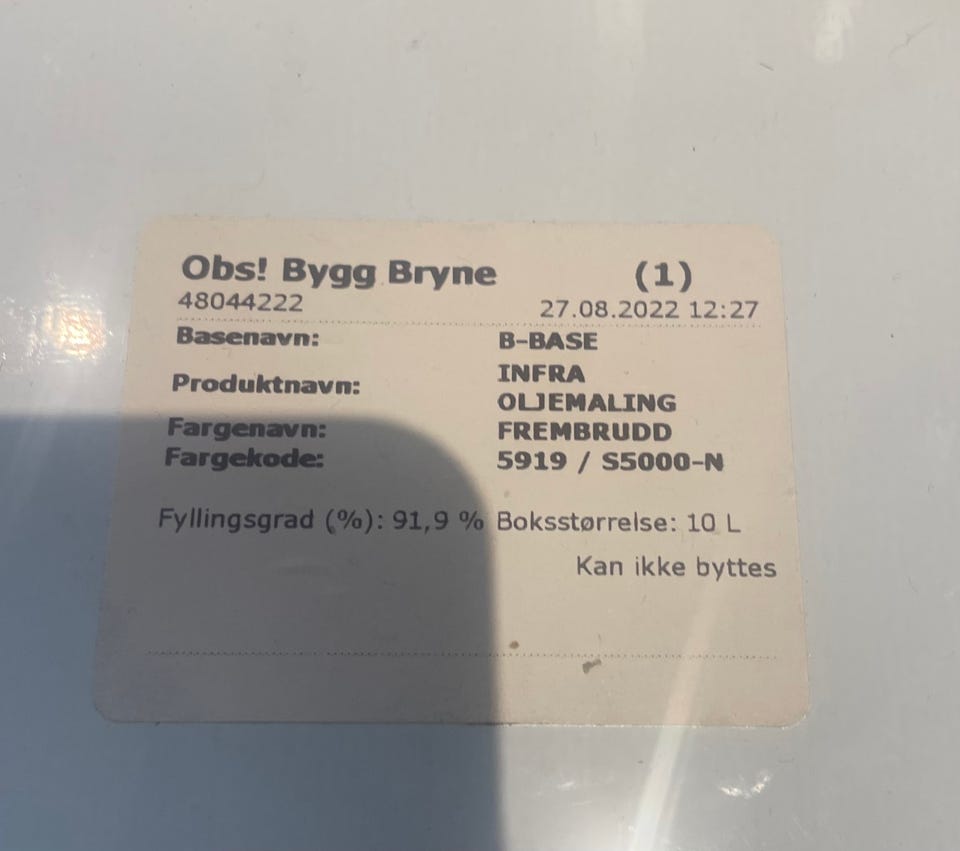 Obs! Bygg Bryne (1)
48044222 27.08.2022 12:27
Basenavn: B-BASE
Produktnavn: INFRA
OLJEMALING
Fargenavn: FREMBRUDD
Fargekode: 5919 / S5000-N
Fyllingsgrad (%): 91,9 % Boksstørrelse: 10 L
Kan ikke byttes